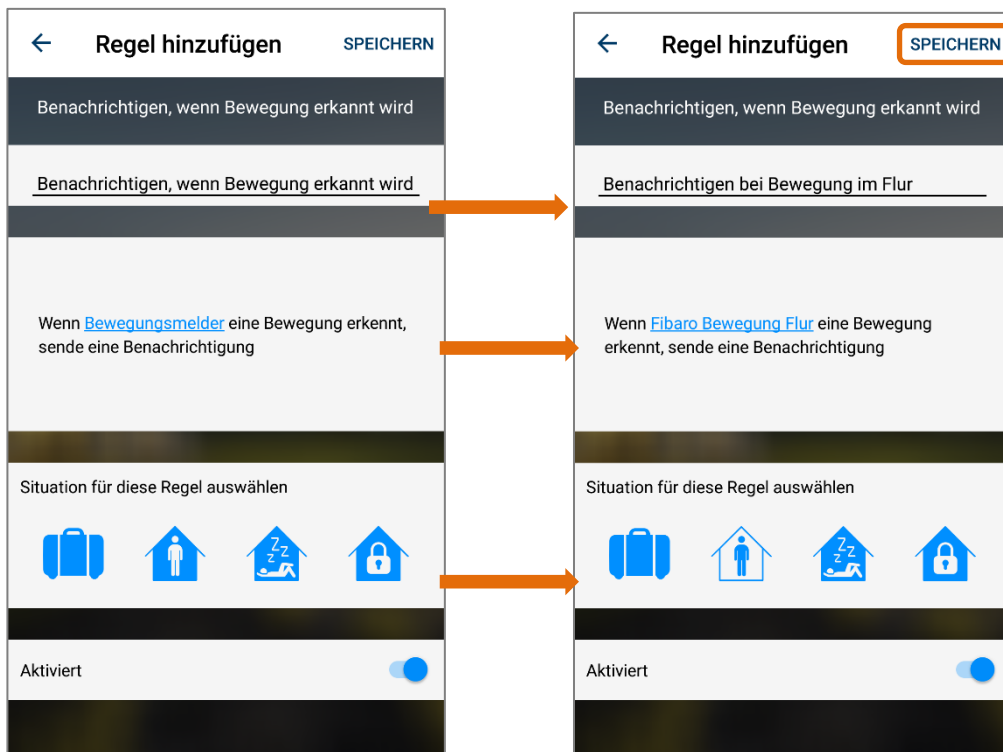 Regel hinzufügen SPEICHERN
Benachrichtigen, wenn Bewegung erkannt wird
Benachrichtigen, wenn Bewegung erkannt wird
Wenn Bewegungsmelder eine Bewegung erkennt,
sende eine Benachrichtigung
Situation für diese Regel auswählen
Z Z
Z
Aktiviert
Regel hinzufügen SPEICHERN
Benachrichtigen, wenn Bewegung erkannt wird
Benachrichtigen bei Bewegung im Flur
Wenn Fibaro Bewegung Flur eine Bewegung
erkennt, sende eine Benachrichtigung
Situation für diese Regel auswählen
Z Z
Z
Aktiviert